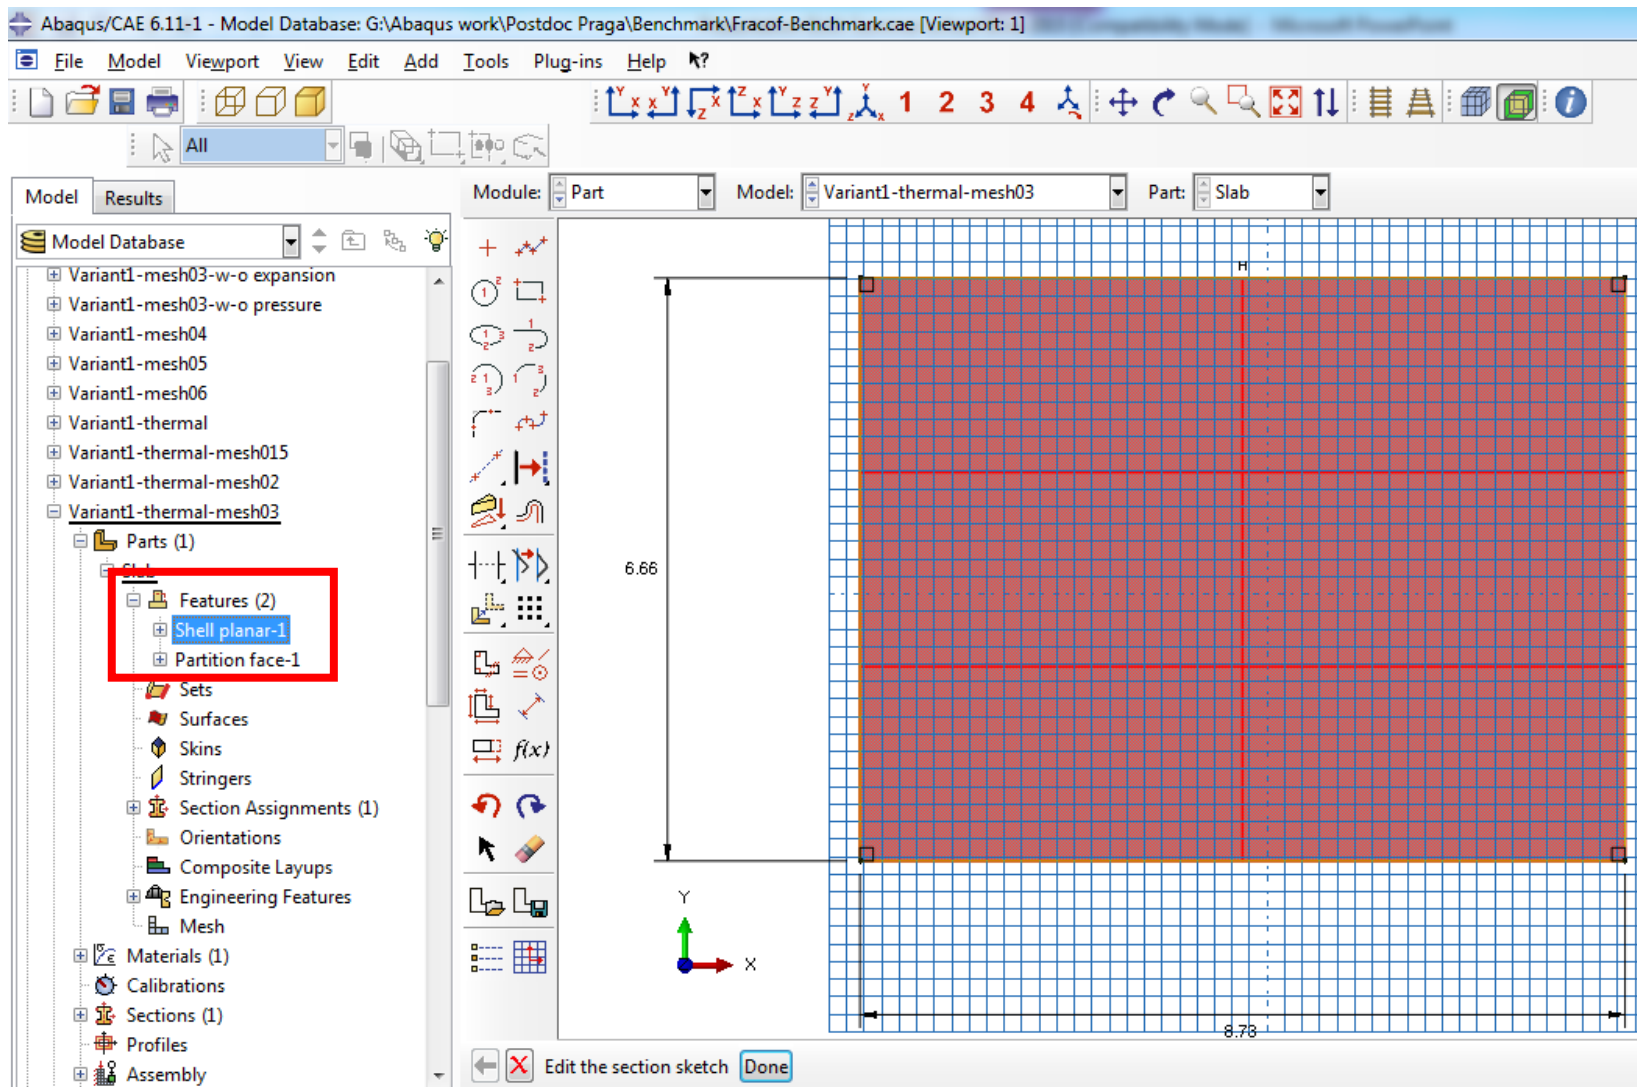 Abaqus/CAE 6.11-1 - Model Database: G:\Abaqus work\Postdoc Praga\Benchmark\Fracof-Benchmark.cae [Viewport: 1]
File Model Viewport View Edit Add Tools Plug-ins Help
1 2 3 4
All
Model Results
Module: Part Model: Variant1-thermal-mesh03 Part: Slab
Model Database
Variant1-mesh03-w-o expansion
Variant1-mesh03-w-o pressure
Variant1-mesh04
Variant1-mesh05
Variant1-mesh06
Variant1-thermal
Variant1-thermal-mesh015
Variant1-thermal-mesh02
Variant1-thermal-mesh03
Parts (1)
Slab
Features (2)
Shell planar-1
Partition face-1
Sets
Surfaces
Skins
Stringers
Section Assignments (1)
Orientations
Composite Layups
Engineering Features
Mesh
Materials (1)
Calibrations
Sections (1)
Profiles
Assembly
f(x)
H
6.66
Y
X
8.73
Edit the section sketch Done